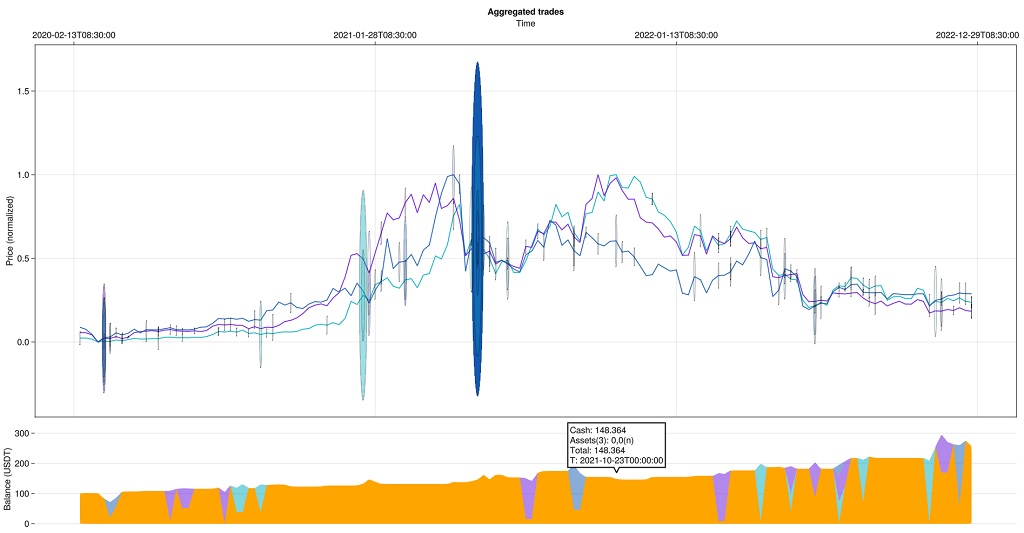 Aggregated trades
Time
2020-02-13T08:30:00 2021-01-28T08:30:00 2022-01-13T08:30:00 2022-12-29T08:30:00
Price (normalized)
1.5
1.0
0.5
0.0
Balance (USDT)
300
200
100
0
Cash: 148.364
Assets(3): 0,0(n)
Total: 148.364
T: 2021-10-23T00:00:00